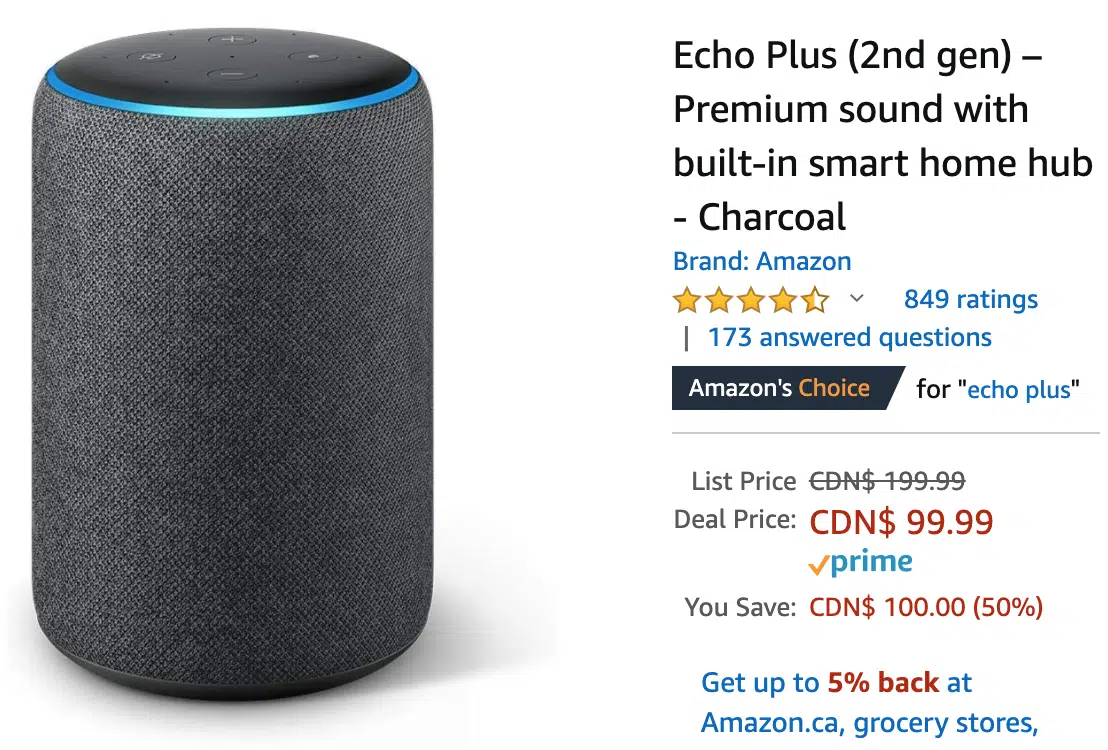 Echo Plus (2nd gen) –
Premium sound with
built-in smart home hub
- Charcoal
Brand: Amazon
849 ratings
| 173 answered questions
Amazon's Choice for "echo plus"
List Price CDN$ 199.99
Deal Price: CDN$ 99.99
prime
You Save: CDN$ 100.00 (50%)
Get up to 5% back at
Amazon.ca, grocery stores,